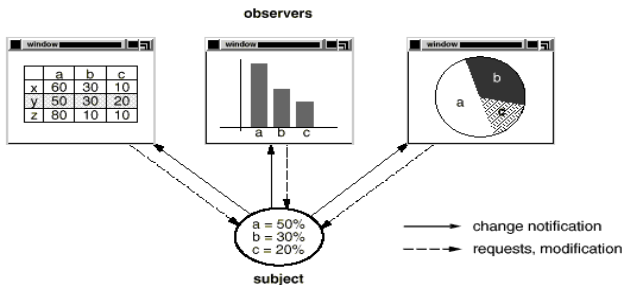 observers
window
window
window
a b c
x 60 30 10
y 50 30 20
z 80 10 10
a b c
a
b
c
a = 50%
b = 30%
c = 20%
subject
change notification
requests, modification